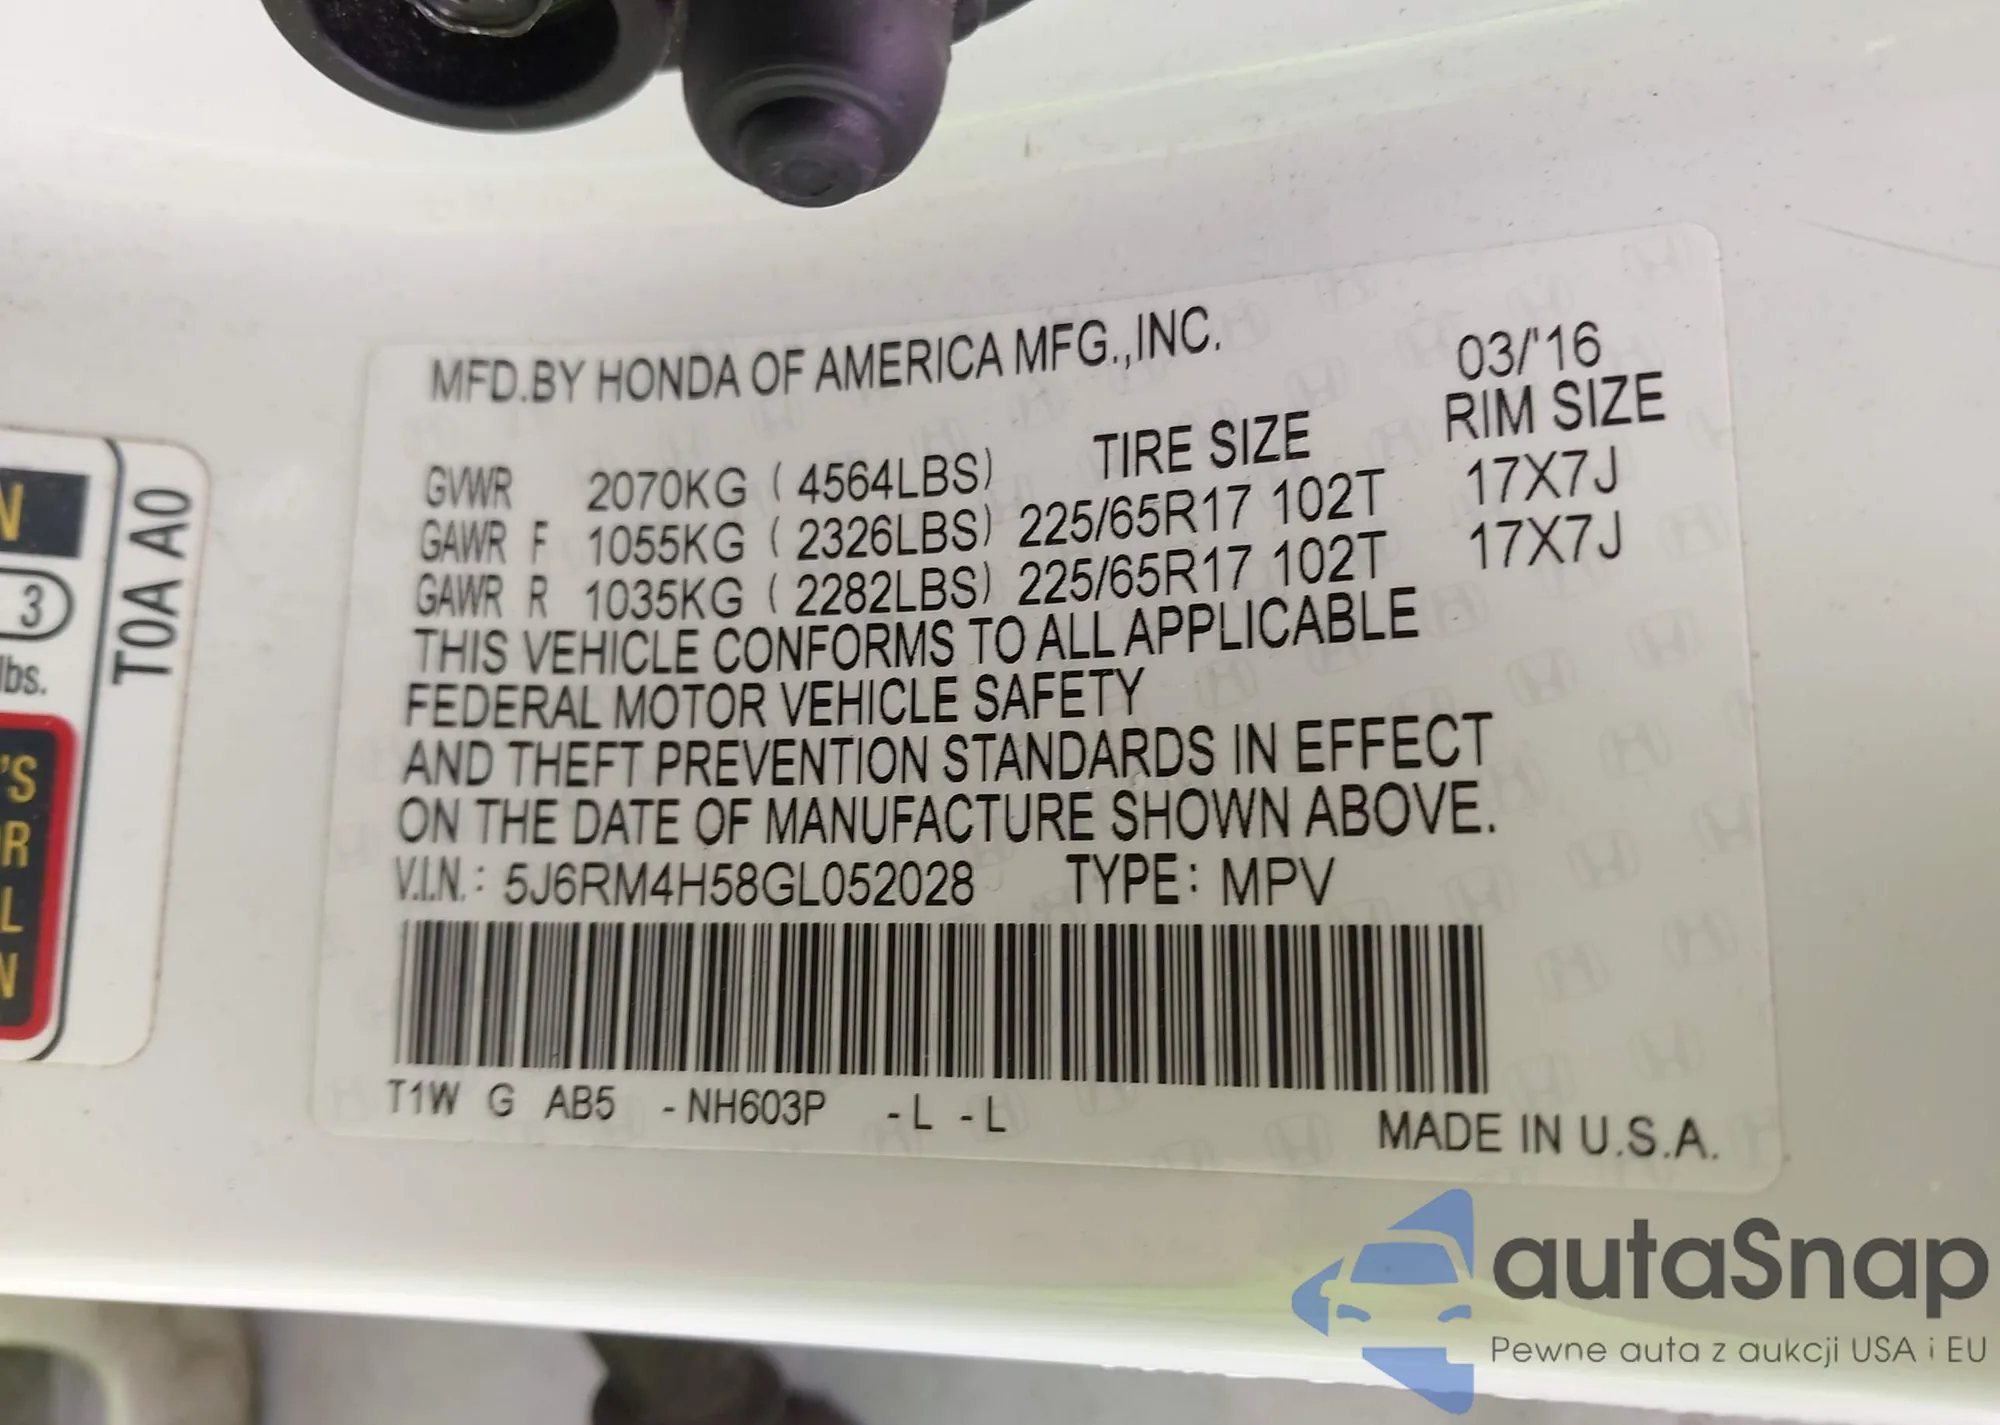 MFD.BY HONDA OF AMERICA MFG.,INC. 03/'16
TIRE SIZE RIM SIZE
GVWR 2070KG ( 4564LBS)
GAWR F 1055KG ( 2326LBS) 225/65R17 102T 17X7J
GAWR R 1035KG ( 2282LBS) 225/65R17 102T 17X7J
THIS VEHICLE CONFORMS TO ALL APPLICABLE
FEDERAL MOTOR VEHICLE SAFETY
AND THEFT PREVENTION STANDARDS IN EFFECT
ON THE DATE OF MANUFACTURE SHOWN ABOVE.
V.I.N.: 5J6RM4H58GL052028 TYPE: MPV
T1W G AB5 -NH603P -L -L
MADE IN U.S.A.
T0A A0
3
lbs.
autaSnap
Pewne auta z aukcji USA i EU